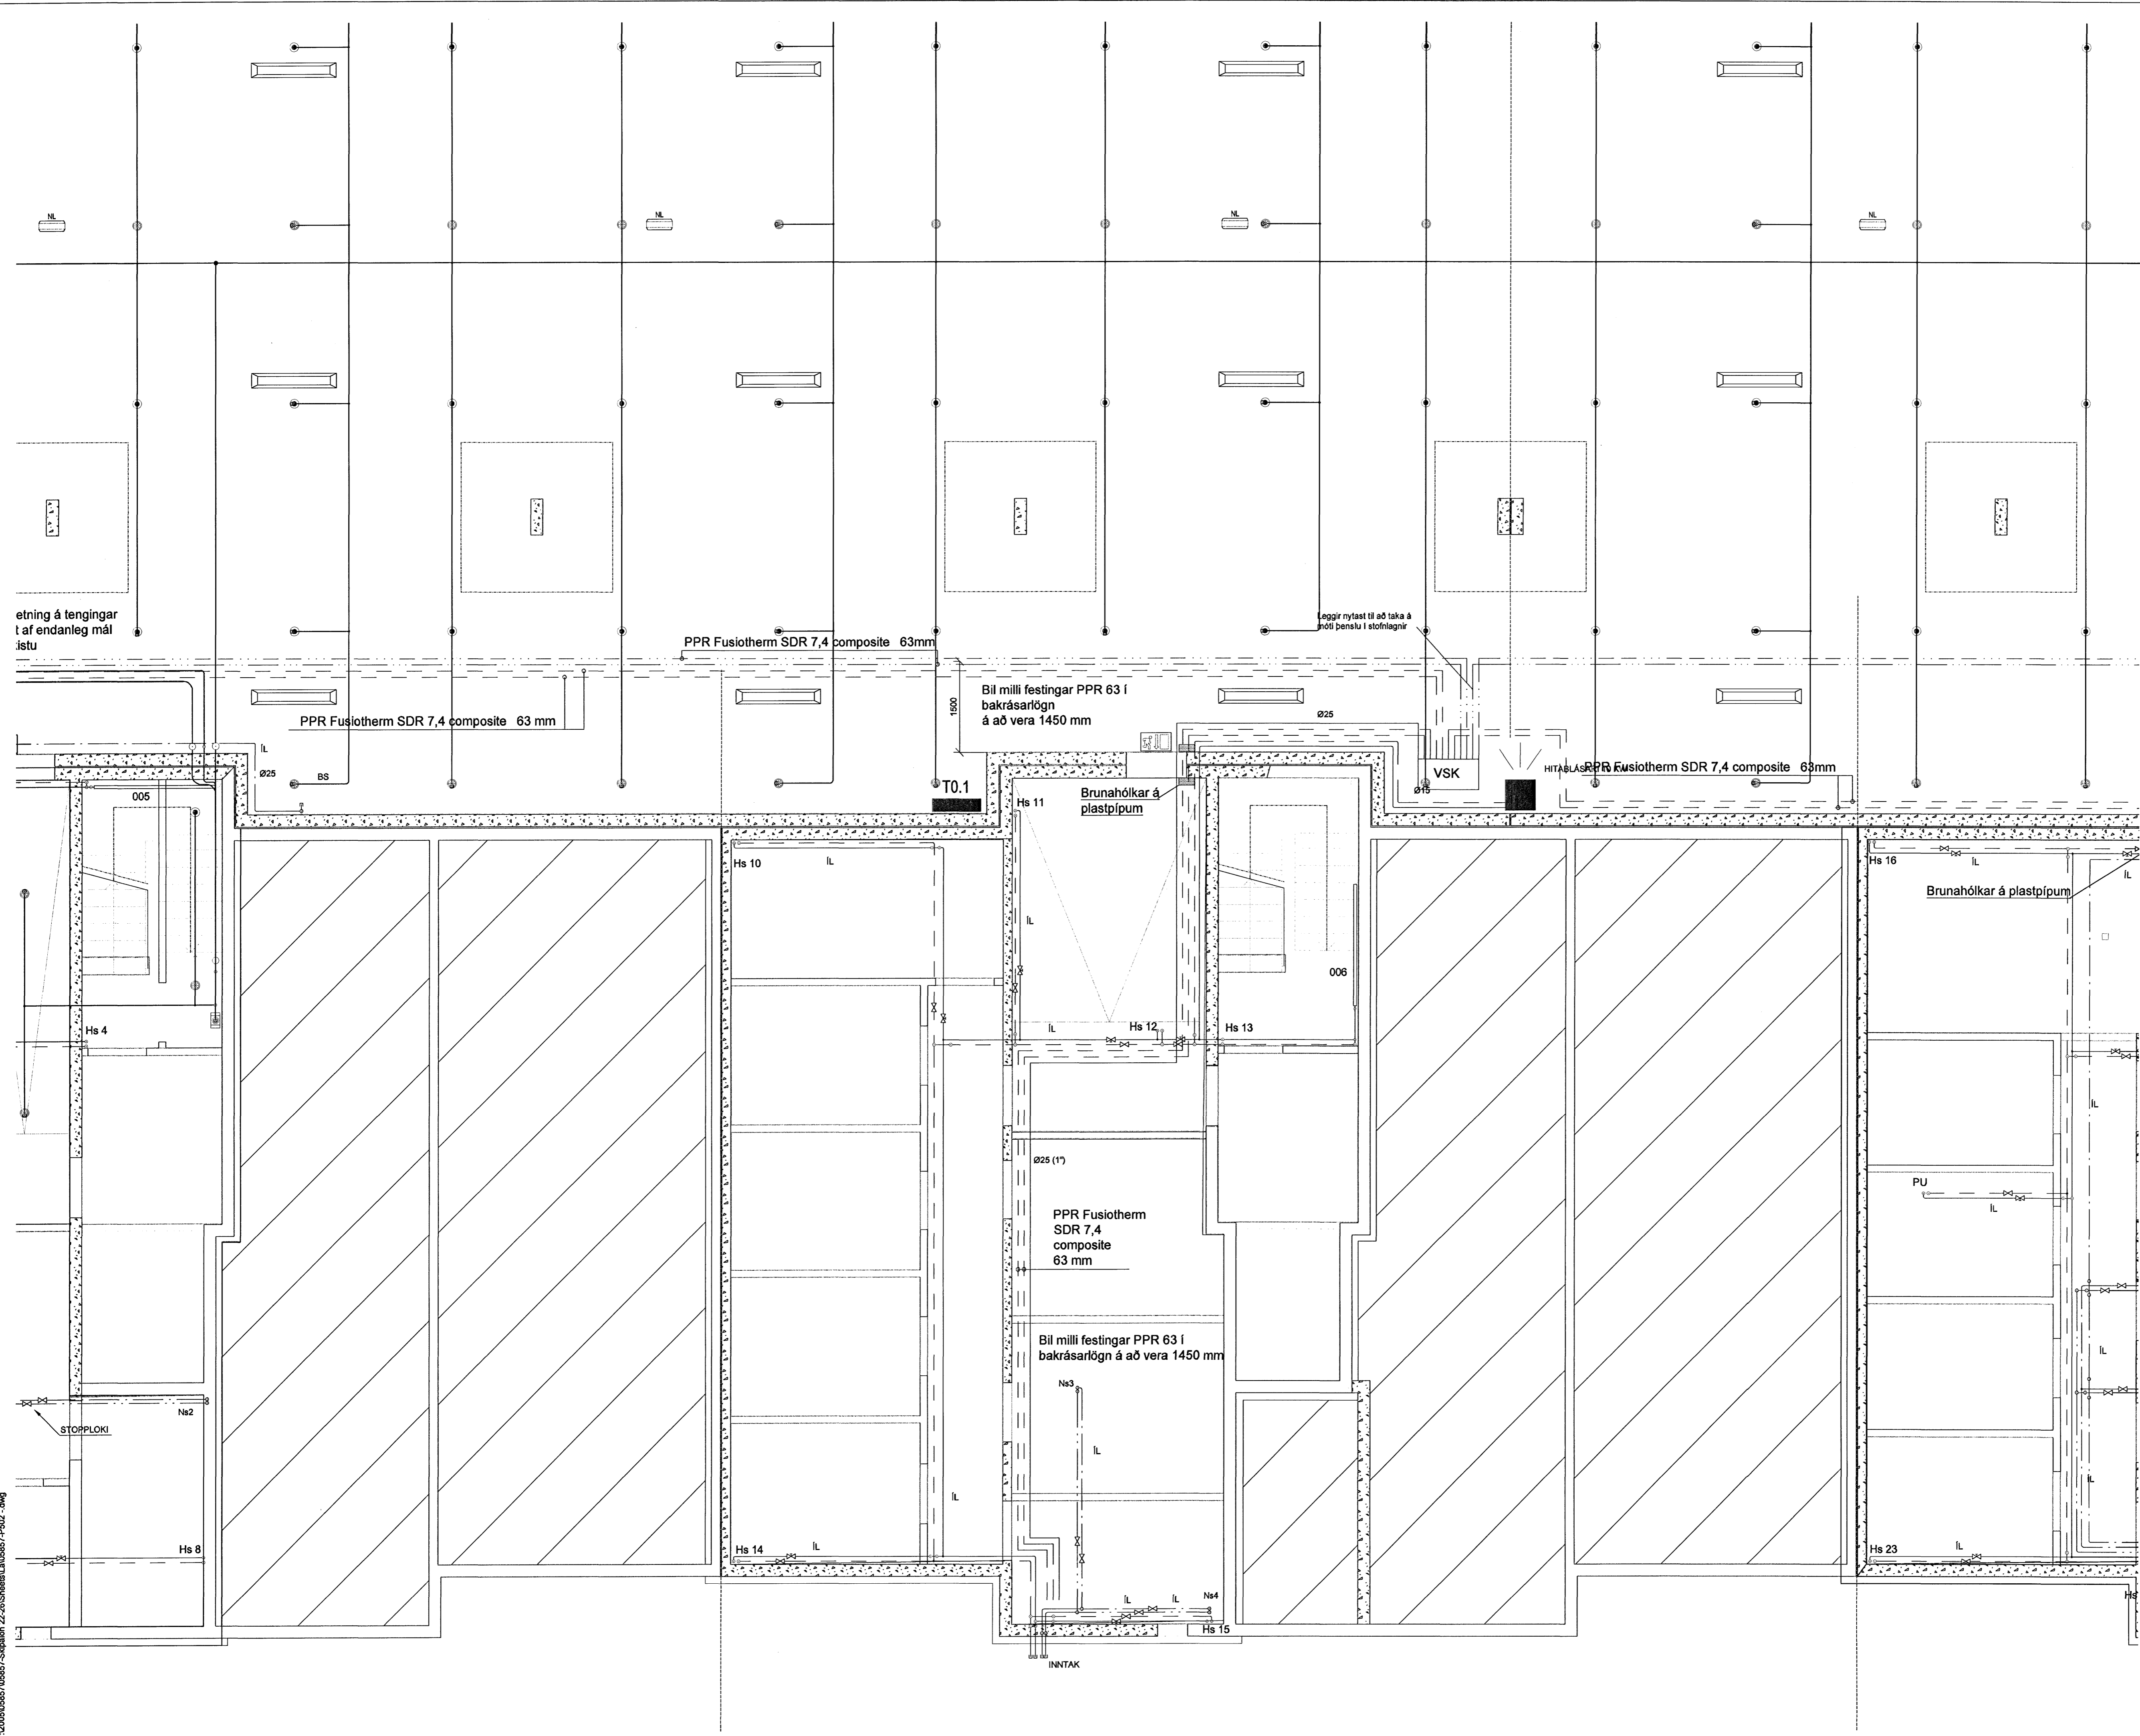 NL
NL
NL
NL
etning á tengingar
t af endanleg mál
istu
PPR Fusiotherm SDR 7,4 composite 63mm
Leggir nytast til að taka á
móti þenslu í stofnlagnir
1500
Bil milli festingar PPR 63 í
bakrásarlögn
á að vera 1450 mm
PPR Fusiotherm SDR 7,4 composite 63 mm
Ø25
ÍL
Ø25
BS
VSK
PPR Fusiotherm SDR 7,4 composite 63mm
T0.1
Ø15
005
Hs 11
Brunahólkar á
plastpípum
Hs 10
ÍL
Hs 16
ÍL
ÍL
Brunahólkar á plastpípum
ÍL
006
Hs 4
ÍL
Hs 12
Hs 13
ÍL
Ø25 (1")
PU
ÍL
PPR Fusiotherm
SDR 7,4
composite
63 mm
Bil milli festingar PPR 63 í
bakrásarlögn á að vera 1450 mm
ÍL
Ns3
Ns2
STOPPLOKI
ÍL
ÍL
ÍL
Hs 8
Hs 14
ÍL
Hs 23
ÍL
ÍL
ÍL
Ns4
Hs
Hs 15
INNTAK